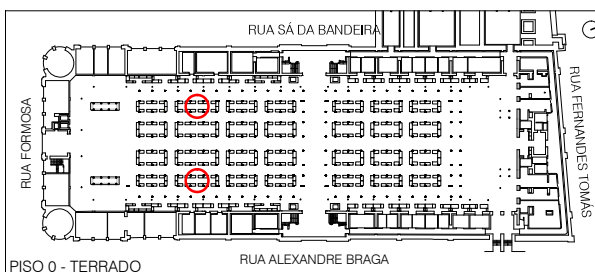 RUA SÁ DA BANDEIRA
RUA FORMOSA
RUA FERNANDES TOMÁS
RUA ALEXANDRE BRAGA
PISO 0 - TERRADO